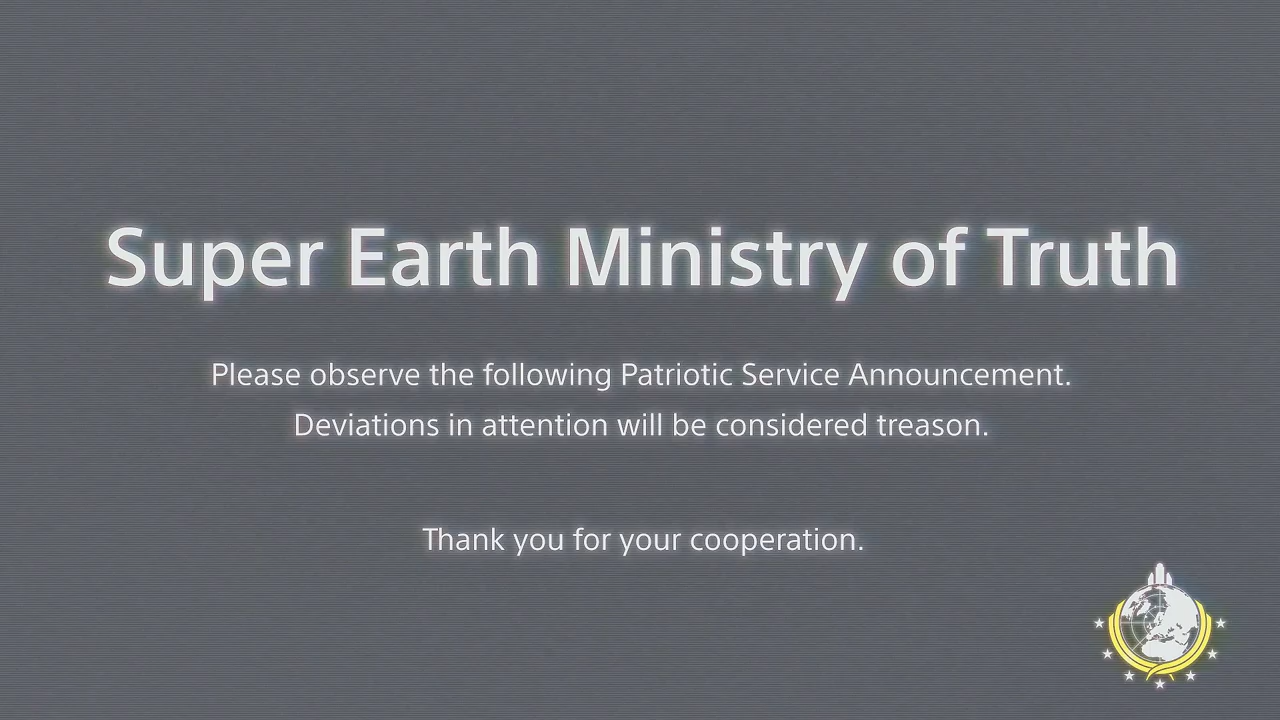 Super Earth Ministry of Truth
Please observe the following Patriotic Service Announcement.
Deviations in attention will be considered treason.
Thank you for your cooperation.